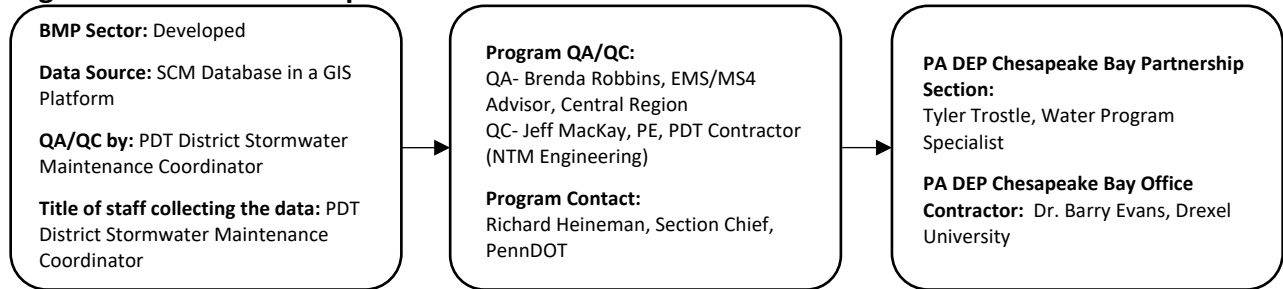 BMP Sector: Developed
Data Source: SCM Database in a GIS
Platform
QA/QC by: PDT District Stormwater
Maintenance Coordinator
Title of staff collecting the data: PDT
District Stormwater Maintenance
Coordinator
Program QA/QC:
QA- Brenda Robbins, EMS/MS4
Advisor, Central Region
QC- Jeff MacKay, PE, PDT Contractor
(NTM Engineering)
Program Contact:
Richard Heineman, Section Chief,
PennDOT
PA DEP Chesapeake Bay Partnership
Section:
Tyler Trostle, Water Program
Specialist
PA DEP Chesapeake Bay Office
Contractor: Dr. Barry Evans, Drexel
University